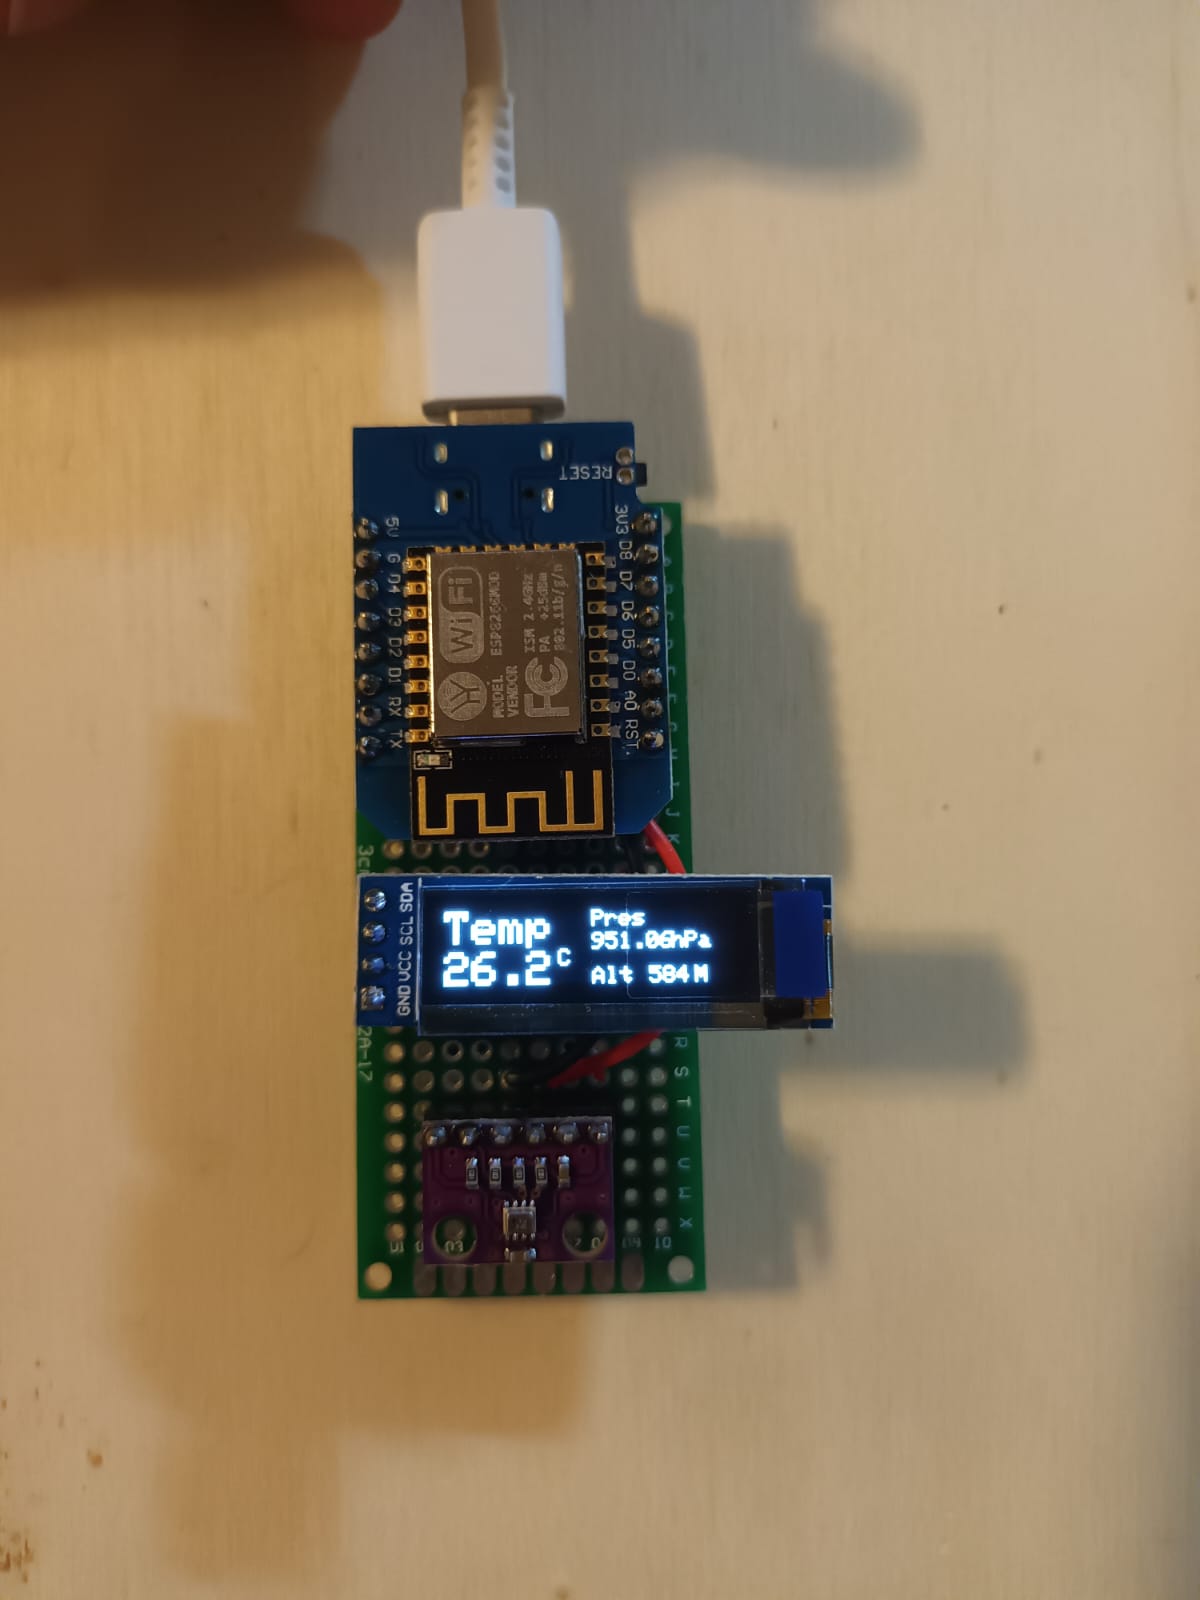 RESET
5V
G
D4
D3
D2
D1
RX
TX
3V3
D8
D7
D6
D5
D0
A0
RST
WiFi
MODEL ESP8266MOD
VENDOR
ISM 2.4GHz
PA +25dBm
802.11b/g/n
FC
J
K
GND VCC SCL SDA
Temp
26.2 C
Pres
951.06hPa
Alt 584 M
R
S
T
U
V
W
X
10